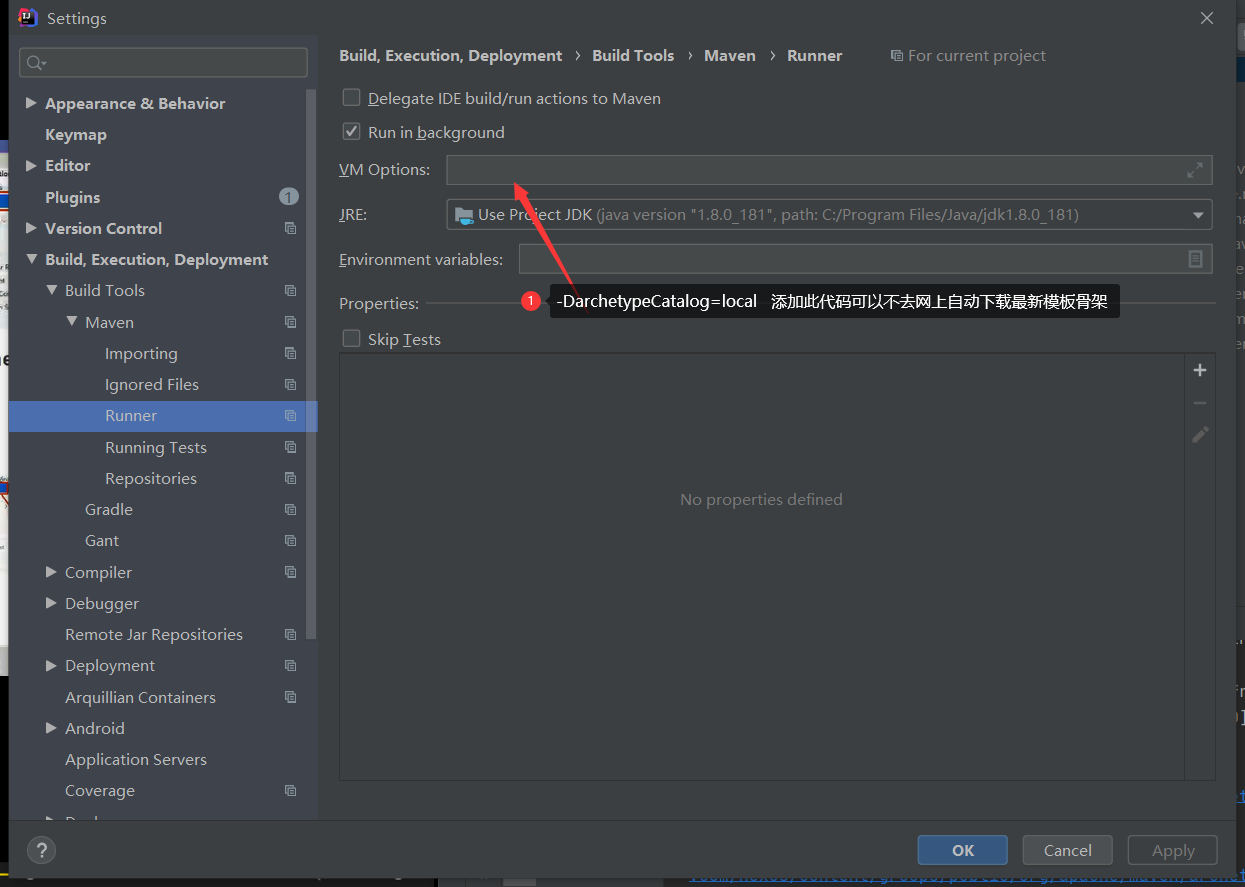 Settings
Build, Execution, Deployment › Build Tools › Maven › Runner For current project
Appearance & Behavior
Keymap
Editor
Plugins 1
Version Control
Build, Execution, Deployment
Build Tools
Maven
Importing
Ignored Files
Runner
Running Tests
Repositories
Gradle
Gant
Compiler
Debugger
Remote Jar Repositories
Deployment
Arquillian Containers
Android
Application Servers
Coverage
Delegate IDE build/run actions to Maven
Run in background
VM Options:
JRE: Use Project JDK (java version "1.8.0_181", path: C:/Program Files/Java/jdk1.8.0_181)
Environment variables:
Properties:
1 -DarchetypeCatalog=local 添加此代码可以不去网上自动下载最新模板骨架
Skip Tests
No properties defined
?
OK Cancel Apply